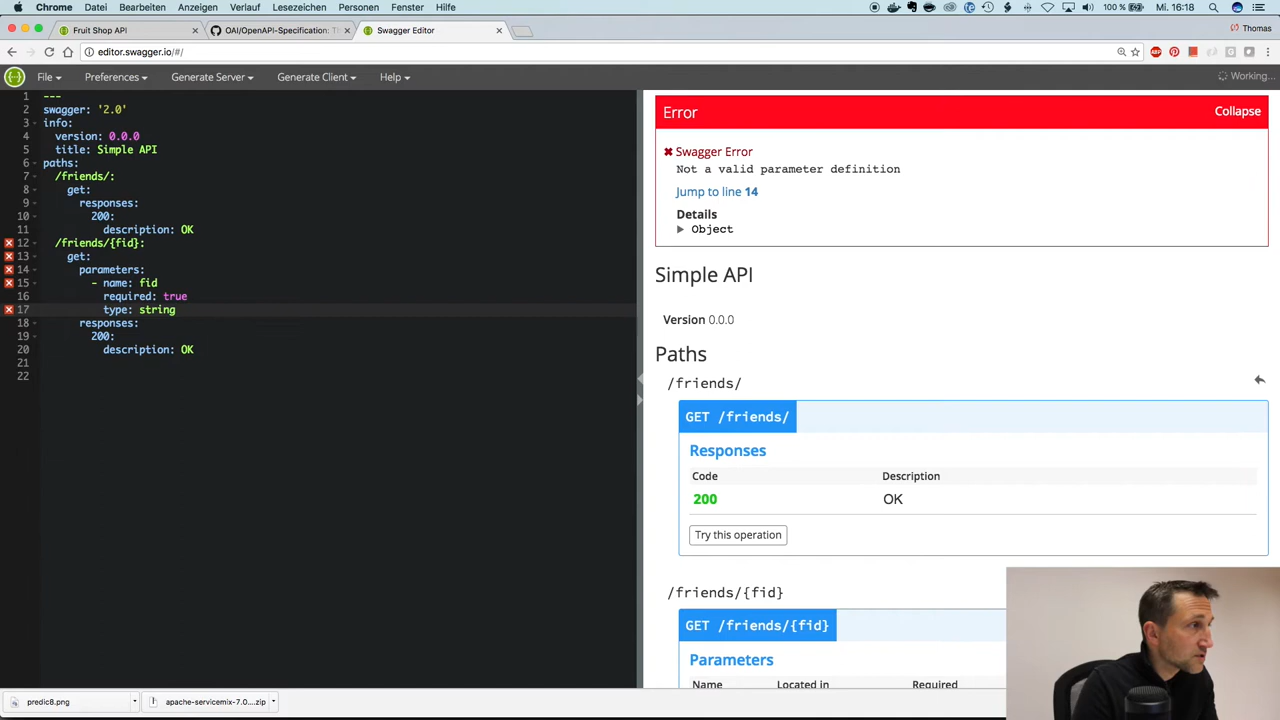 Chrome Datei Bearbeiten Anzeigen Verlauf Lesezeichen Personen Fenster Hilfe 100 % Mi. 16:18
Fruit Shop API OAI/OpenAPI-Specification: Th Swagger Editor Thomas
editor.swagger.io/#/
File Preferences Generate Server Generate Client Help Working...
1 ---
2 swagger: '2.0'
3 info:
4 version: 0.0.0
5 title: Simple API
6 paths:
7 /friends/:
8 get:
9 responses:
10 200:
11 description: OK
12 /friends/{fid}:
13 get:
14 parameters:
15 - name: fid
16 required: true
17 type: string
18 responses:
19 200:
20 description: OK
21
22
Error Collapse
Swagger Error
Not a valid parameter definition
Jump to line 14
Details
Object
Simple API
Version 0.0.0
Paths
/friends/
GET /friends/
Responses
Code Description
200 OK
Try this operation
/friends/{fid}
GET /friends/{fid}
Parameters
Name Located in Required
predic8.png apache-servicemix-7.0....zip